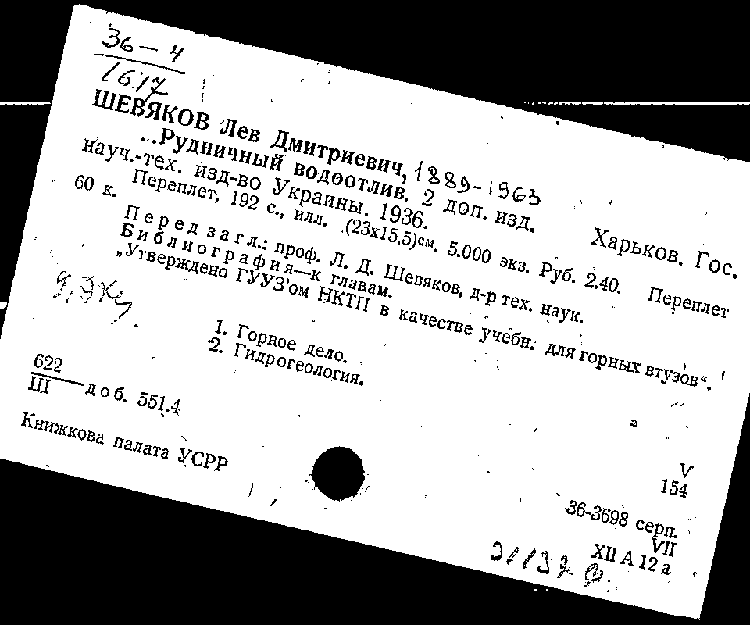 36-4
1617
ШЕВЯКОВ Лев Дмитриевич, 1889-1963
...Рудничный водоотлив. 2 доп. изд. Харьков. Гос.
науч.-тех. изд-во Украины. 1936.
Переплет, 192 с., илл. (23х15,5)см. 5.000 экз. Руб. 2.40. Переплет
60 к.
Перед загл.: проф. Л. Д. Шевяков, д-р тех. наук.
Библиография—к главам.
„Утверждено ГУУЗ'ом НКТП в качестве учебн. для горных втузов“.
1. Горное дело.
2. Гидрогеология.
622
III
доб. 551.4
Книжкова палата УСРР
V
154
36-3698 серп.
VII
XII А 12 а